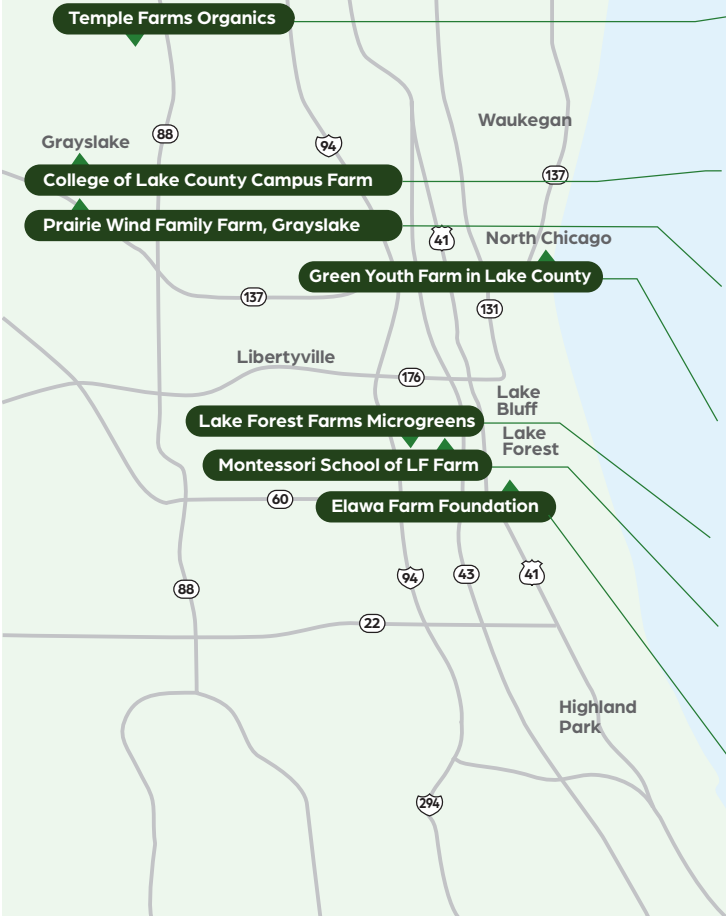 Temple Farms Organics
Waukegan
88
Grayslake
94
137
College of Lake County Campus Farm
Prairie Wind Family Farm, Grayslake
41
North Chicago
Green Youth Farm in Lake County
137
131
Libertyville
176
Lake
Bluff
Lake Forest Farms Microgreens
Lake
Forest
Montessori School of LF Farm
60
Elawa Farm Foundation
94
43
41
88
22
Highland
Park
294